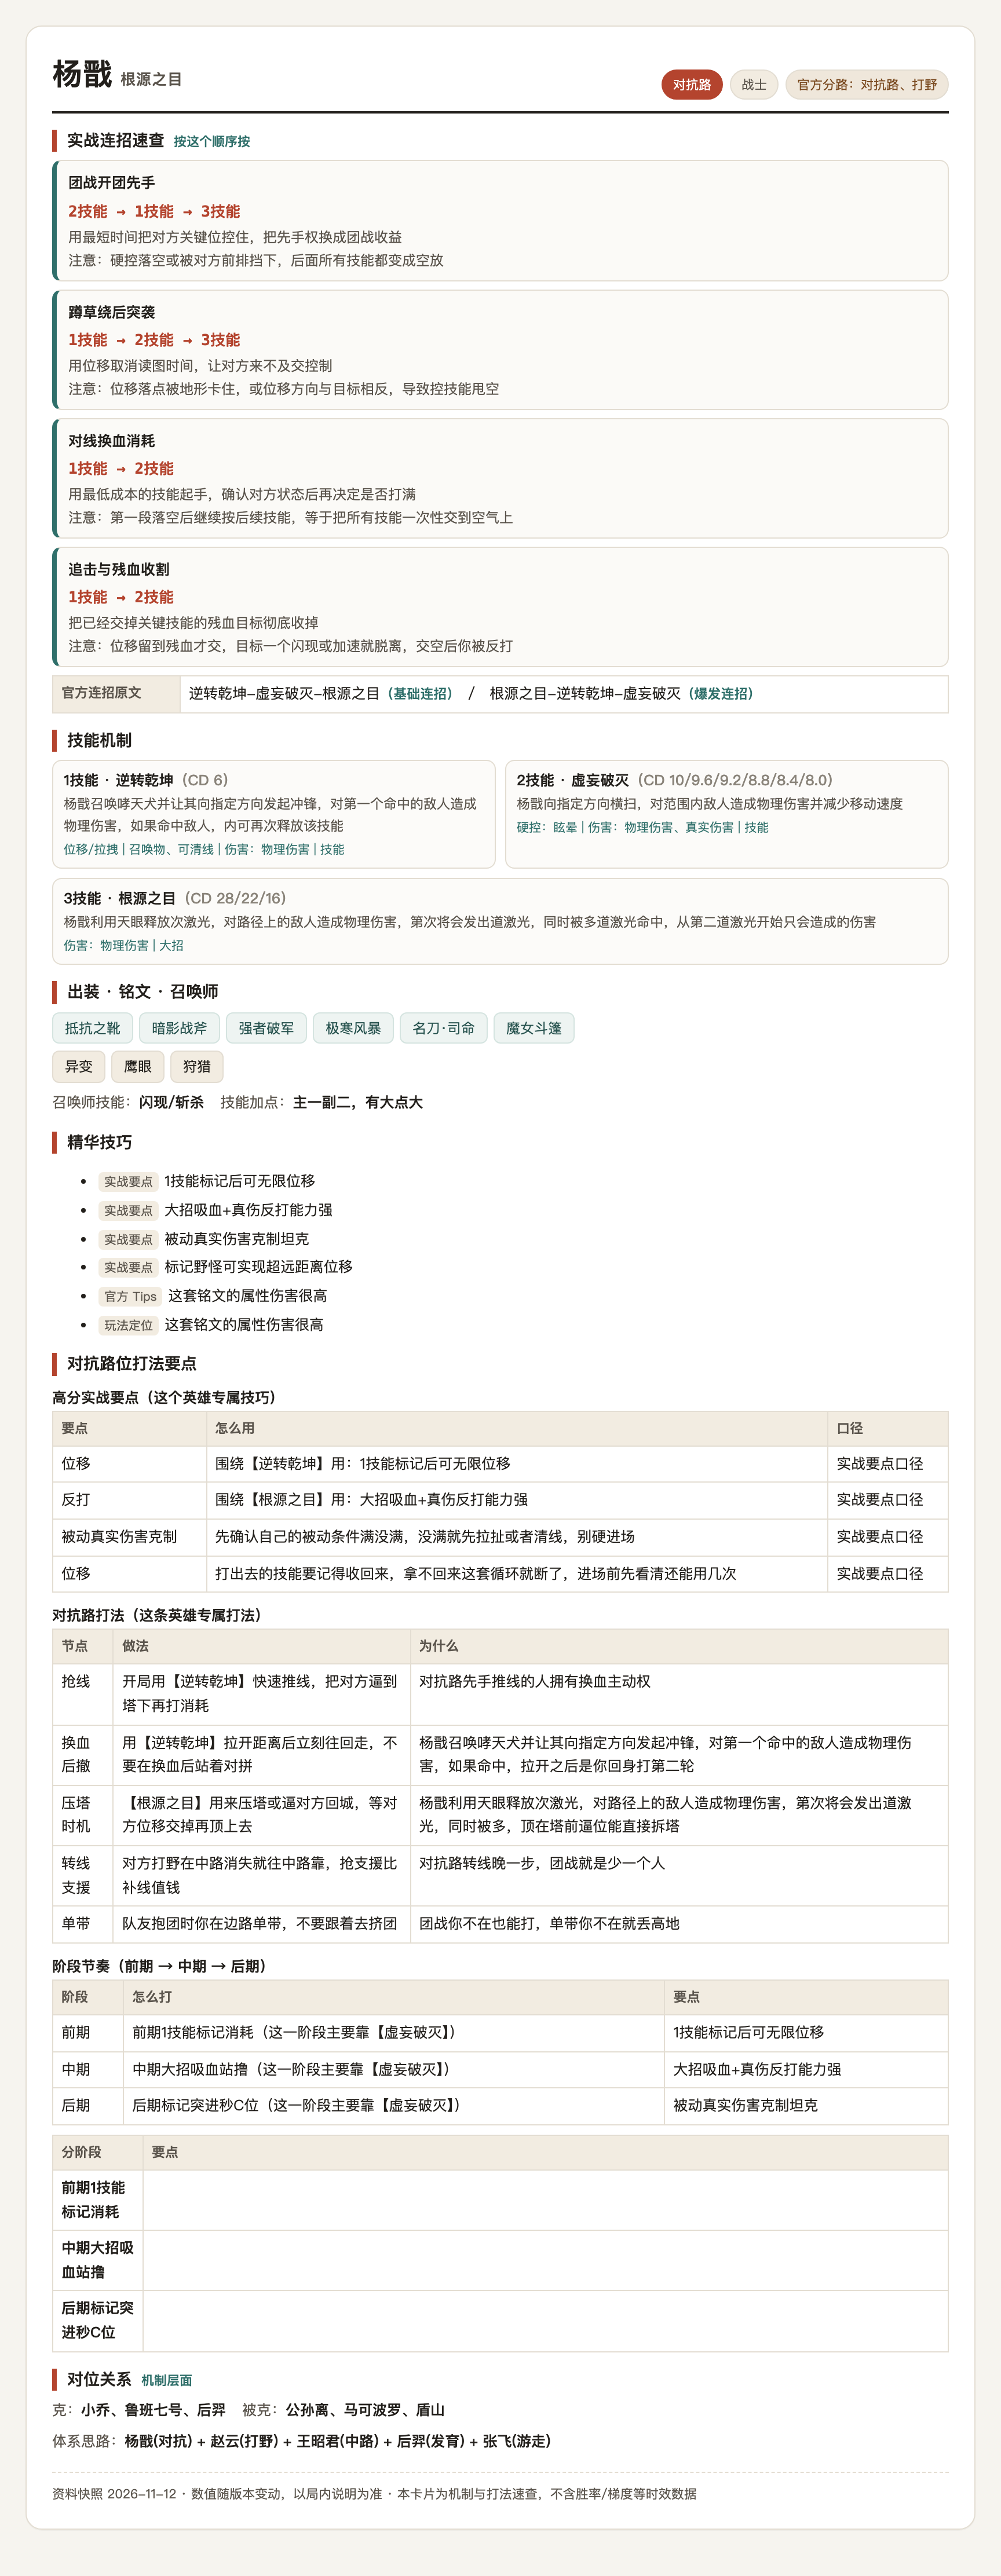 杨戬 根源之目
对抗路 战士 官方分路：对抗路、打野
实战连招速查 按这个顺序按
团战开团先手
2技能 → 1技能 → 3技能
用最短时间把对方关键位控住，把先手权换成团战收益
注意：硬控落空或被对方前排挡下，后面所有技能都变成空放
蹲草绕后突袭
1技能 → 2技能 → 3技能
用位移取消读图时间，让对方来不及交控制
注意：位移落点被地形卡住，或位移方向与目标相反，导致控技能甩空
对线换血消耗
1技能 → 2技能
用最低成本的技能起手，确认对方状态后再决定是否打满
注意：第一段落空后继续按后续技能，等于把所有技能一次性交到空气上
追击与残血收割
1技能 → 2技能
把已经交掉关键技能的残血目标彻底收掉
注意：位移留到残血才交，目标一个闪现或加速就脱离，交空后你被反打
官方连招原文 逆转乾坤–虚妄破灭–根源之目（基础连招） / 根源之目–逆转乾坤–虚妄破灭（爆发连招）
技能机制
1技能 · 逆转乾坤（CD 6）
杨戬召唤哮天犬并让其向指定方向发起冲锋，对第一个命中的敌人造成
物理伤害，如果命中敌人，内可再次释放该技能
位移/拉拽 | 召唤物、可清线 | 伤害：物理伤害 | 技能
2技能 · 虚妄破灭（CD 10/9.6/9.2/8.8/8.4/8.0）
杨戬向指定方向横扫，对范围内敌人造成物理伤害并减少移动速度
硬控：眩晕 | 伤害：物理伤害、真实伤害 | 技能
3技能 · 根源之目（CD 28/22/16）
杨戬利用天眼释放次激光，对路径上的敌人造成物理伤害，第次将会发出道激光，同时被多道激光命中，从第二道激光开始只会造成的伤害
伤害：物理伤害 | 大招
出装 · 铭文 · 召唤师
抵抗之靴 暗影战斧 强者破军 极寒风暴 名刀·司命 魔女斗篷
异变 鹰眼 狩猎
召唤师技能：闪现/斩杀 技能加点：主一副二，有大点大
精华技巧
• 实战要点 1技能标记后可无限位移
• 实战要点 大招吸血+真伤反打能力强
• 实战要点 被动真实伤害克制坦克
• 实战要点 标记野怪可实现超远距离位移
• 官方 Tips 这套铭文的属性伤害很高
• 玩法定位 这套铭文的属性伤害很高
对抗路位打法要点
高分实战要点（这个英雄专属技巧）
要点 怎么用 口径
位移 围绕【逆转乾坤】用：1技能标记后可无限位移 实战要点口径
反打 围绕【根源之目】用：大招吸血+真伤反打能力强 实战要点口径
被动真实伤害克制 先确认自己的被动条件满没满，没满就先拉扯或者清线，别硬进场 实战要点口径
位移 打出去的技能要记得收回来，拿不回来这套循环就断了，进场前先看清还能用几次 实战要点口径
对抗路打法（这条英雄专属打法）
节点 做法 为什么
抢线 开局用【逆转乾坤】快速推线，把对方逼到
塔下再打消耗
对抗路先手推线的人拥有换血主动权
换血
后撤
用【逆转乾坤】拉开距离后立刻往回走，不
要在换血后站着对拼
杨戬召唤哮天犬并让其向指定方向发起冲锋，对第一个命中的敌人造成物理伤
害，如果命中，拉开之后是你回身打第二轮
压塔
时机
【根源之目】用来压塔或逼对方回城，等对
方位移交掉再顶上去
杨戬利用天眼释放次激光，对路径上的敌人造成物理伤害，第次将会发出道激
光，同时被多，顶在塔前逼位能直接拆塔
转线
支援
对方打野在中路消失就往中路靠，抢支援比
补线值钱
对抗路转线晚一步，团战就是少一个人
单带 队友抱团时你在边路单带，不要跟着去挤团 团战你不在也能打，单带你不在就丢高地
阶段节奏（前期 → 中期 → 后期）
阶段 怎么打 要点
前期 前期1技能标记消耗（这一阶段主要靠【虚妄破灭】） 1技能标记后可无限位移
中期 中期大招吸血站撸（这一阶段主要靠【虚妄破灭】） 大招吸血+真伤反打能力强
后期 后期标记突进秒C位（这一阶段主要靠【虚妄破灭】） 被动真实伤害克制坦克
分阶段 要点
前期1技能
标记消耗
中期大招吸
血站撸
后期标记突
进秒C位
对位关系 机制层面
克：小乔、鲁班七号、后羿 被克：公孙离、马可波罗、盾山
体系思路：杨戬(对抗) + 赵云(打野) + 王昭君(中路) + 后羿(发育) + 张飞(游走)
资料快照 2026–11–12 · 数值随版本变动，以局内说明为准 · 本卡片为机制与打法速查，不含胜率/梯度等时效数据